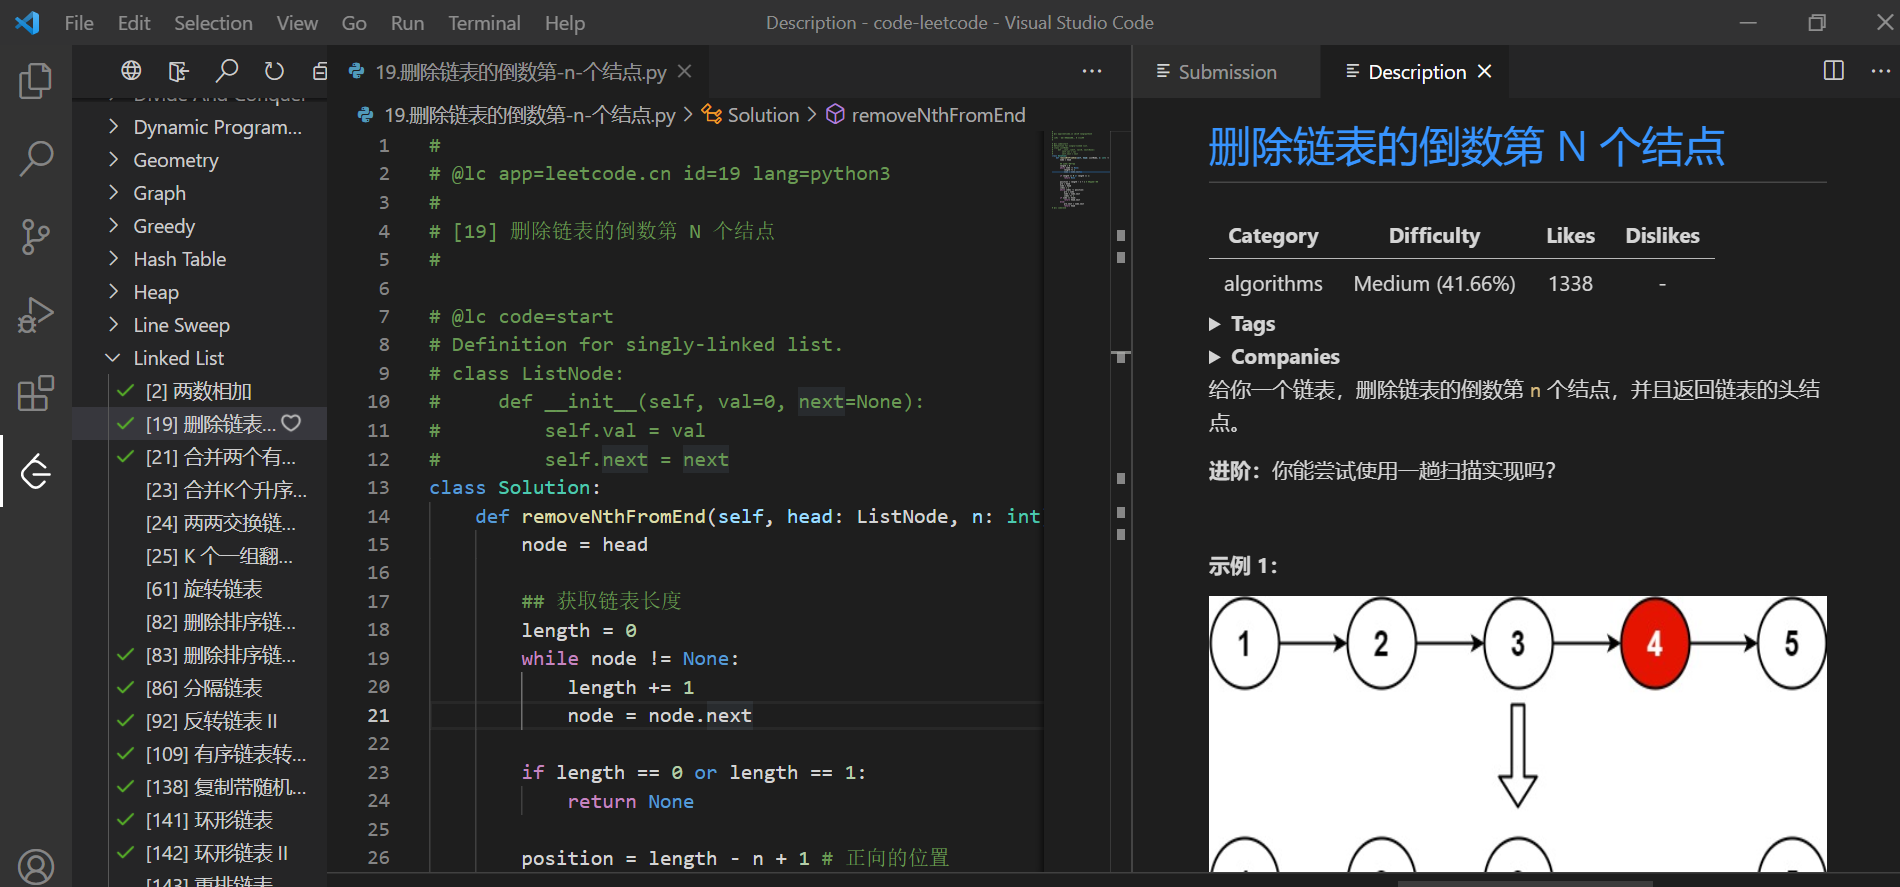 File Edit Selection View Go Run Terminal Help
Description - code-leetcode - Visual Studio Code
Divide And Conquer
Dynamic Program...
Geometry
Graph
Greedy
Hash Table
Heap
Line Sweep
Linked List
[2] 两数相加
[19] 删除链表...
[21] 合并两个有...
[23] 合并K个升序...
[24] 两两交换链...
[25] K 个一组翻...
[61] 旋转链表
[82] 删除排序链...
[83] 删除排序链...
[86] 分隔链表
[92] 反转链表 II
[109] 有序链表转...
[138] 复制带随机...
[141] 环形链表
[142] 环形链表 II
[143] 重排链表
19.删除链表的倒数第-n-个结点.py
19.删除链表的倒数第-n-个结点.py > Solution > removeNthFromEnd
1 #
2 # @lc app=leetcode.cn id=19 lang=python3
3 #
4 # [19] 删除链表的倒数第 N 个结点
5 #
6
7 # @lc code=start
8 # Definition for singly-linked list.
9 # class ListNode:
10 #     def __init__(self, val=0, next=None):
11 #         self.val = val
12 #         self.next = next
13 class Solution:
14     def removeNthFromEnd(self, head: ListNode, n: int
15         node = head
16
17         ## 获取链表长度
18         length = 0
19         while node != None:
20             length += 1
21             node = node.next
22
23         if length == 0 or length == 1:
24             return None
25
26         position = length - n + 1 # 正向的位置
Submission
Description
删除链表的倒数第 N 个结点
Category Difficulty Likes Dislikes
algorithms Medium (41.66%) 1338 -
Tags
Companies
给你一个链表，删除链表的倒数第 n 个结点，并且返回链表的头结
点。
进阶：你能尝试使用一趟扫描实现吗？
示例 1：
1 2 3 4 5